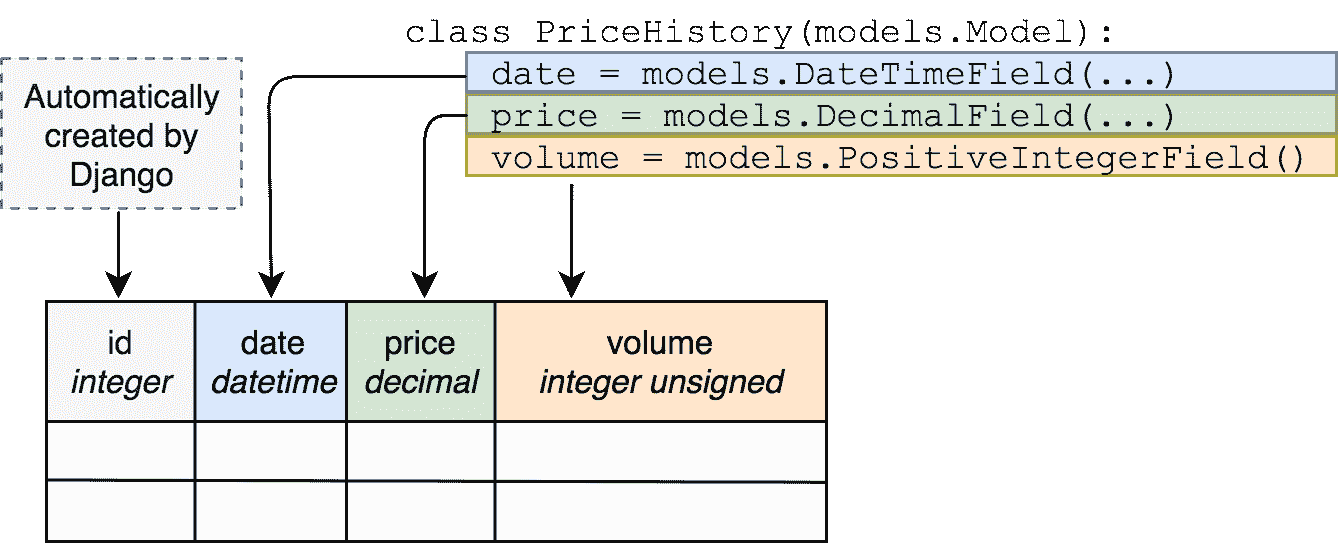 class PriceHistory(models.Model):
date = models.DateTimeField(...)
price = models.DecimalField(...)
volume = models.PositiveIntegerField()
Automatically
created by
Django
id
integer
date
datetime
price
decimal
volume
integer unsigned